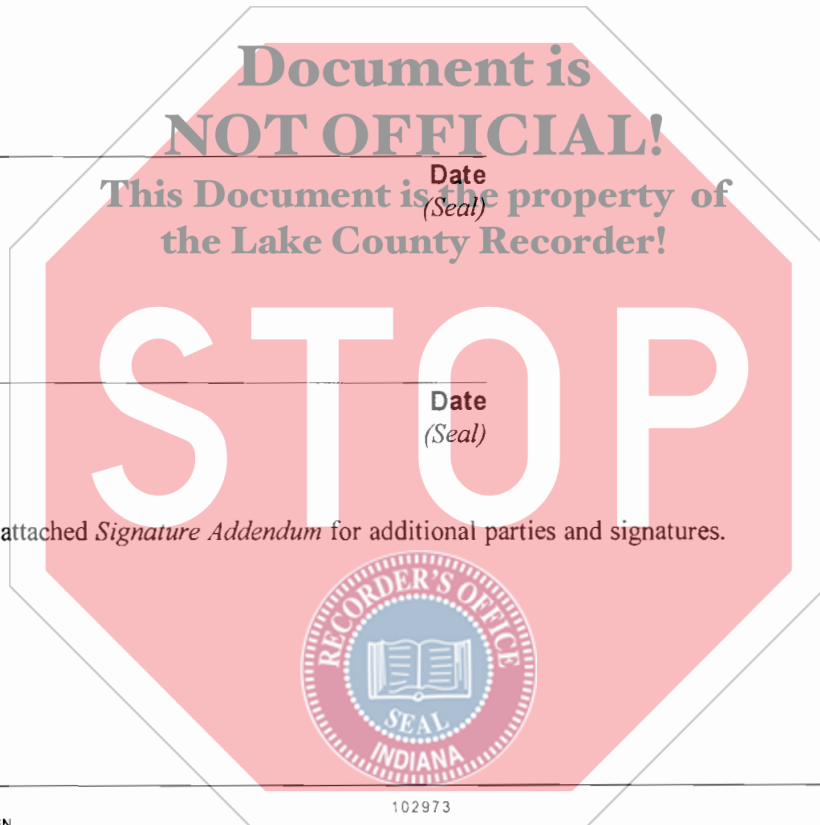 Document is
NOT OFFICIAL!
Date
This Document is the property of
(Seal)
the Lake County Recorder!
STOP
Date
(Seal)
attached Signature Addendum for additional parties and signatures.
RECORDER'S OFFICE
SEAL
INDIANA
102973